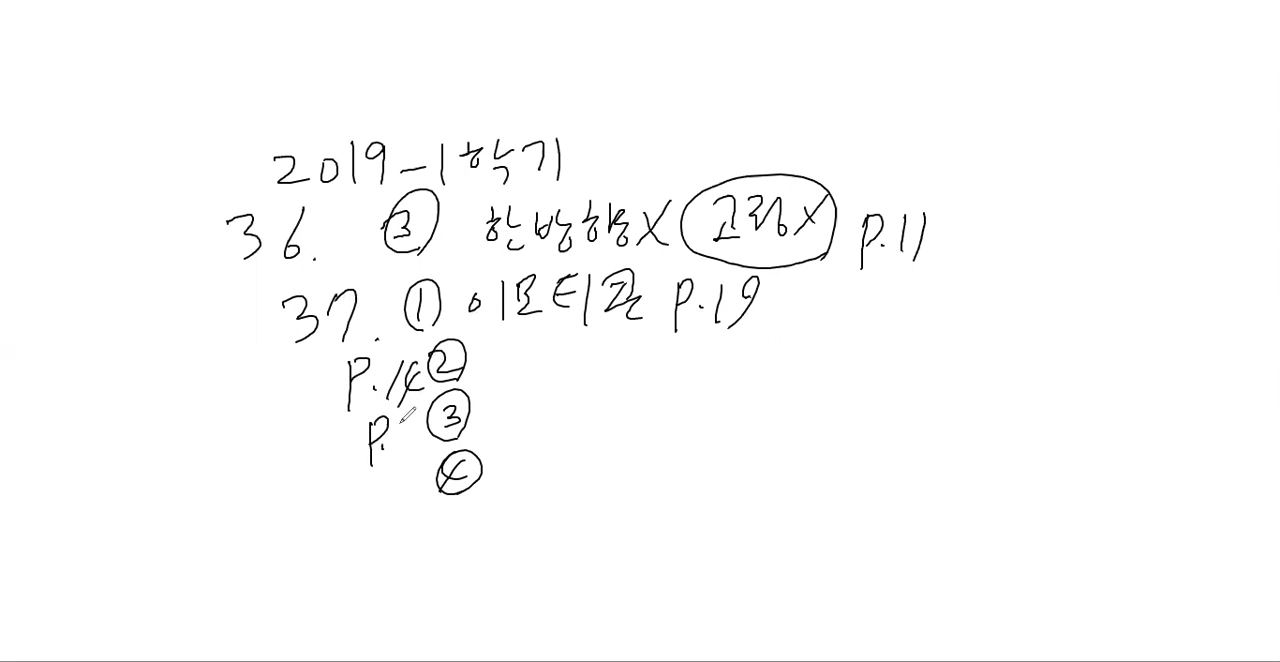 2019-1학기
36. ③ 한방향X 고정X p.11
37. ① 이모티콘 p.19
p.14 ②
p. ③
④